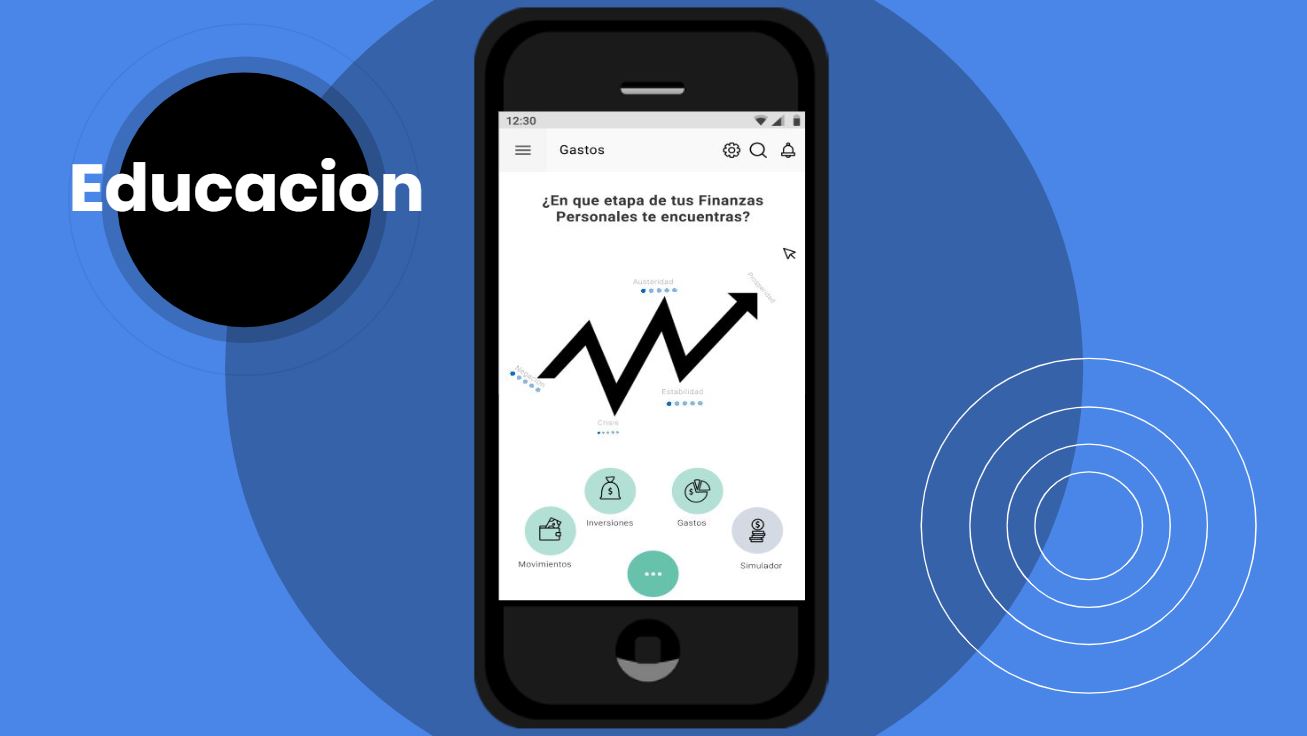 Educacion
12:30
Gastos
¿En que etapa de tus Finanzas
Personales te encuentras?
Austeridad
Prosperidad
Negación
Estabilidad
Crisis
Inversiones
Gastos
Movimientos
Simulador